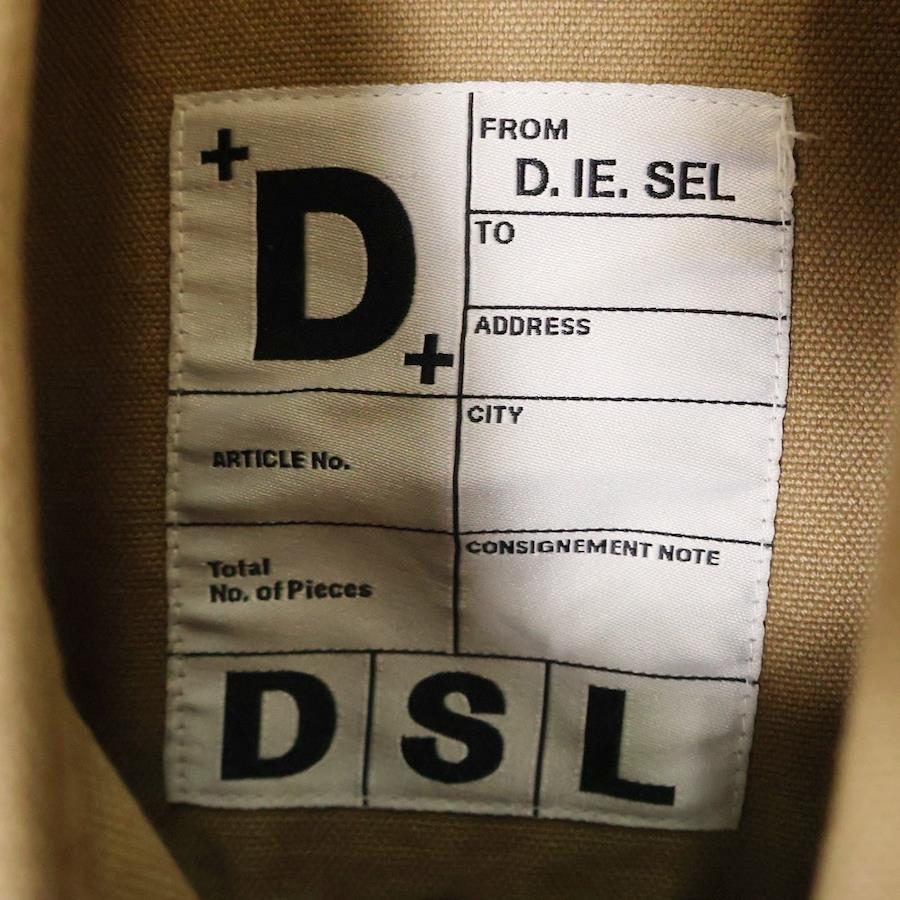 +
D
+
FROM
D. IE. SEL
TO
ADDRESS
CITY
ARTICLE No.
CONSIGNEMENT NOTE
Total
No. of Pieces
D S L